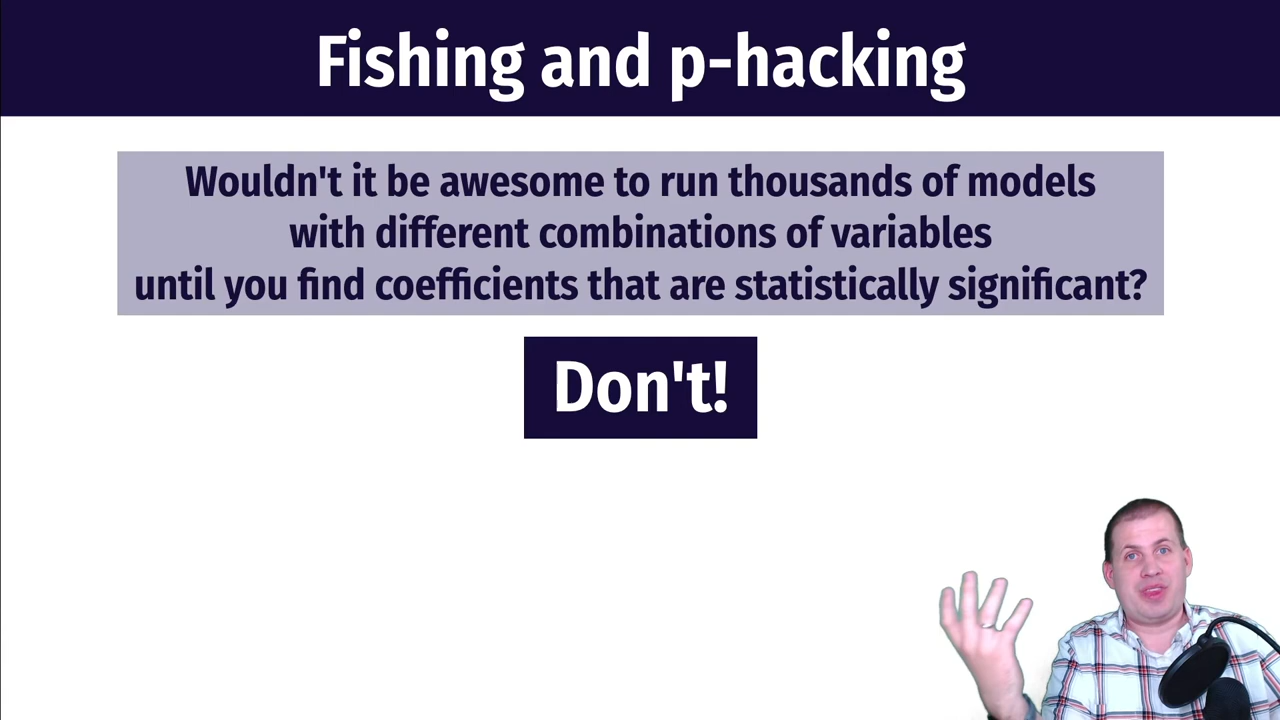 Fishing and p-hacking
Wouldn't it be awesome to run thousands of models
with different combinations of variables
until you find coefficients that are statistically significant?
Don't!